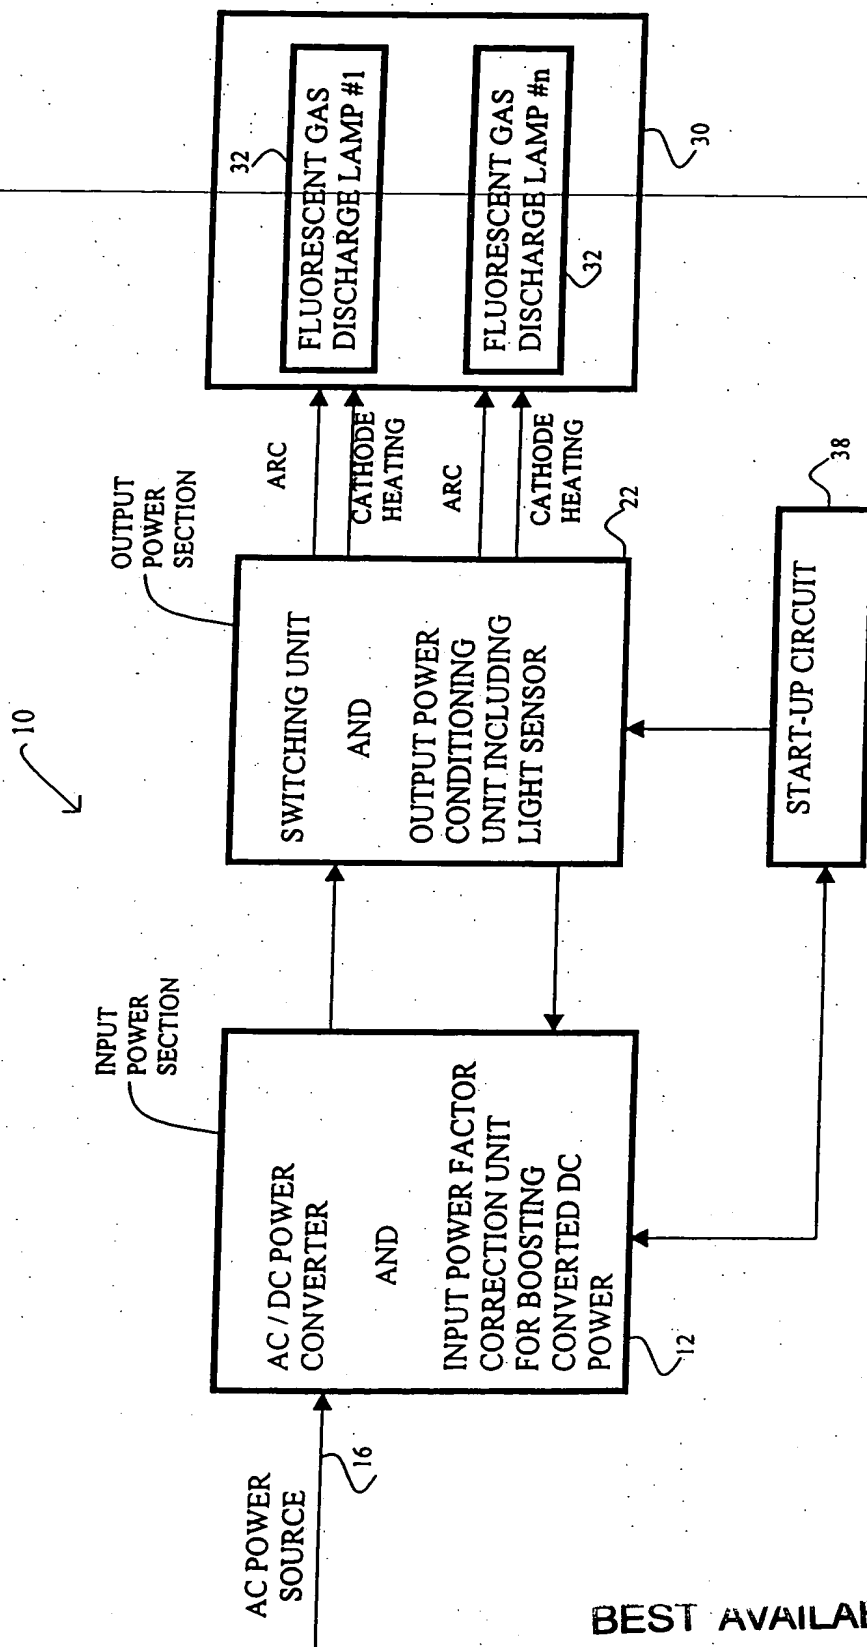 10
AC POWER
SOURCE
16
INPUT
POWER
SECTION
AC / DC POWER
CONVERTER
AND
INPUT POWER FACTOR
CORRECTION UNIT
FOR BOOSTING
CONVERTED DC
POWER
12
OUTPUT
POWER
SECTION
SWITCHING UNIT
AND
OUTPUT POWER
CONDITIONING
UNIT INCLUDING
LIGHT SENSOR
22
ARC
CATHODE
HEATING
ARC
CATHODE
HEATING
32
FLUORESCENT GAS
DISCHARGE LAMP #1
FLUORESCENT GAS
DISCHARGE LAMP #n
32
30
START-UP CIRCUIT
38
BEST